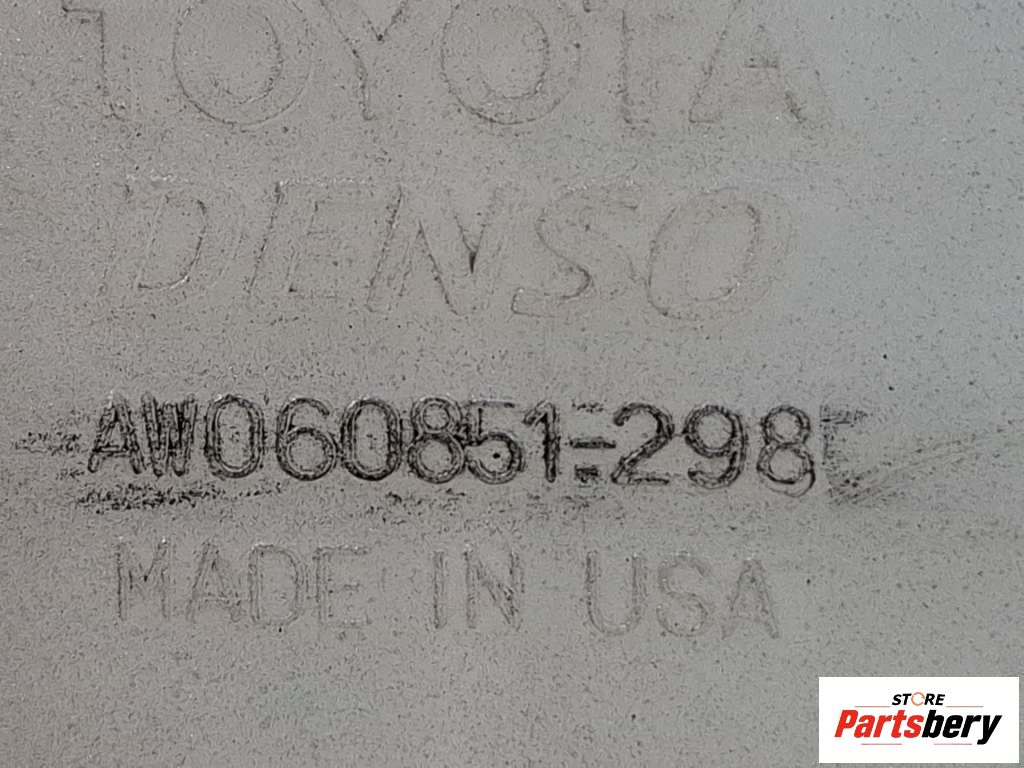 TOYOTA
DENSO
AW060851-298
MADE IN USA
STORE
Partsbery